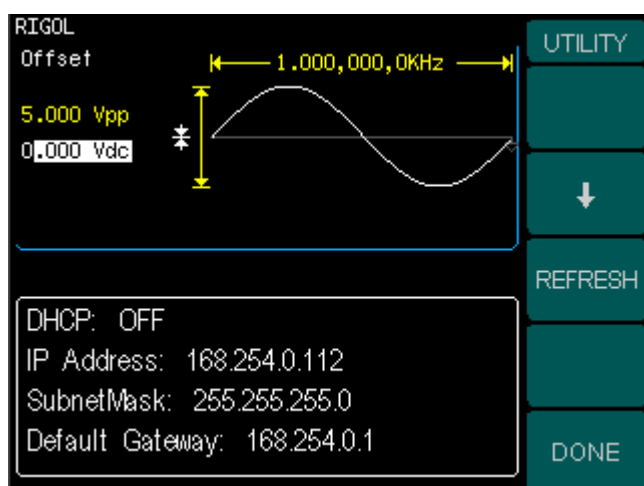 RIGOL
UTILITY
Offset
1.000,000,0KHz
5.000 Vpp
0.000 Vdc
REFRESH
DHCP: OFF
IP Address: 168.254.0.112
SubnetMask: 255.255.255.0
Default Gateway: 168.254.0.1
DONE